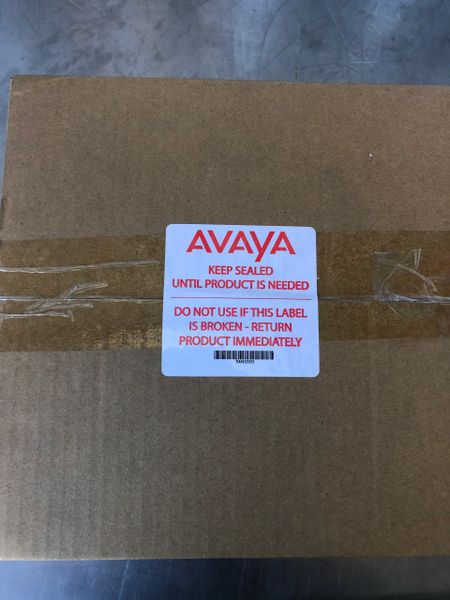 AVAYA
KEEP SEALED
UNTIL PRODUCT IS NEEDED
DO NOT USE IF THIS LABEL
IS BROKEN - RETURN
PRODUCT IMMEDIATELY